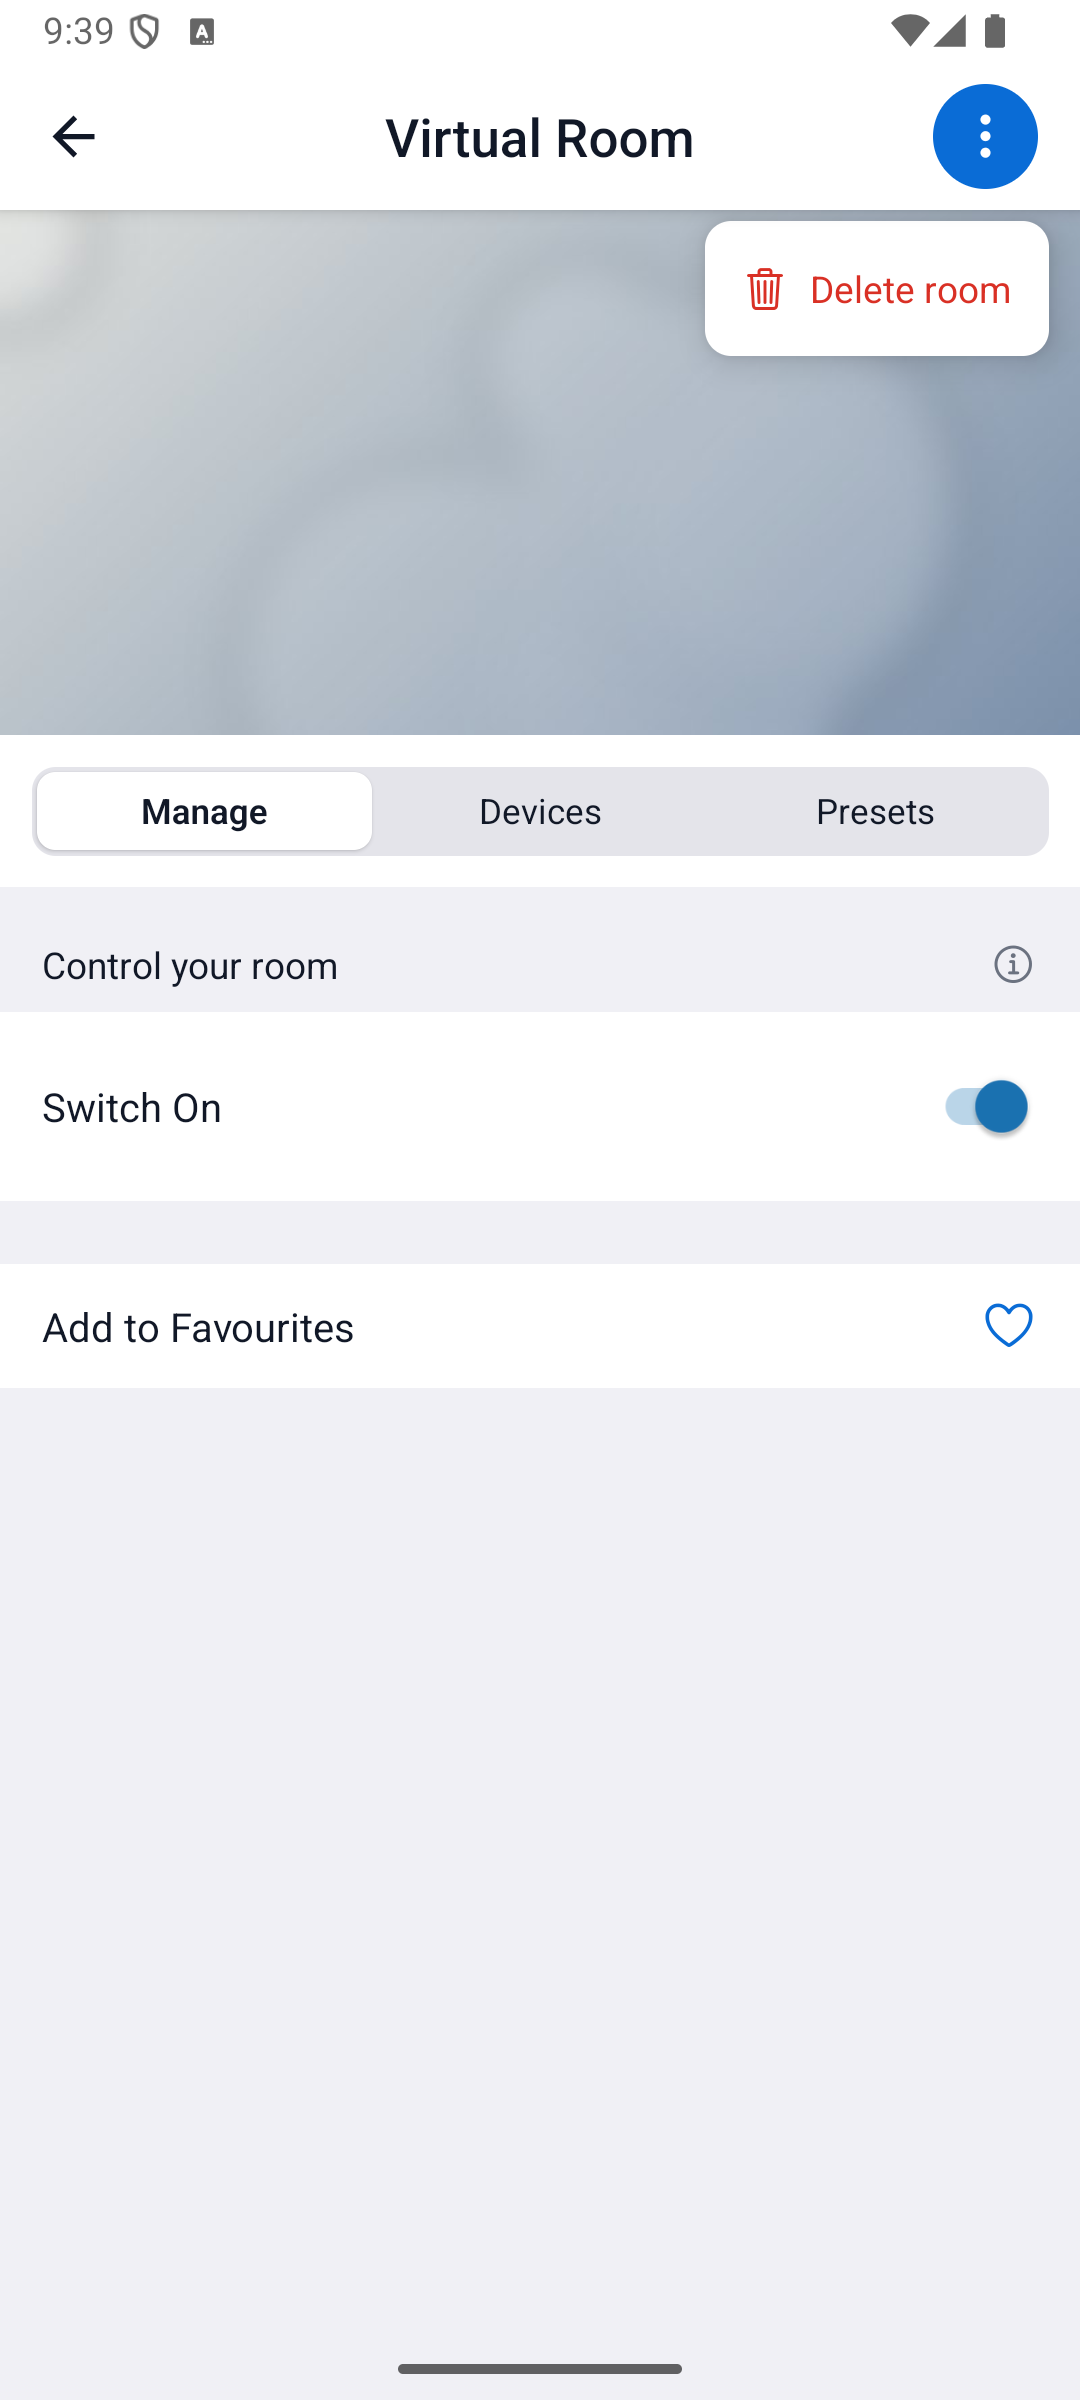 9:39
Virtual Room
Delete room
Manage
Devices
Presets
Control your room
Switch On
Add to Favourites